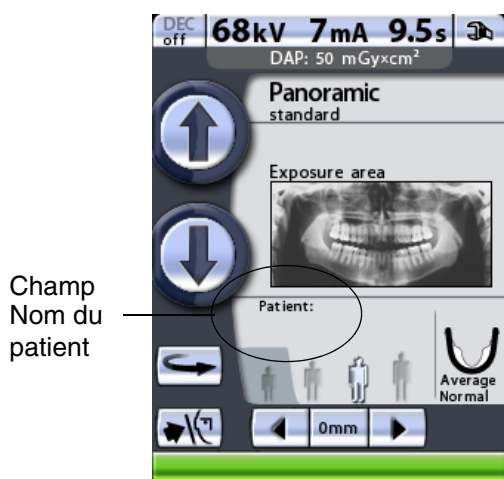 DEC
off
68kV 7mA 9.5s
DAP: 50 mGy×cm²
Panoramic
standard
Exposure area
Champ
Nom du
patient
Patient:
Average
Normal
0mm